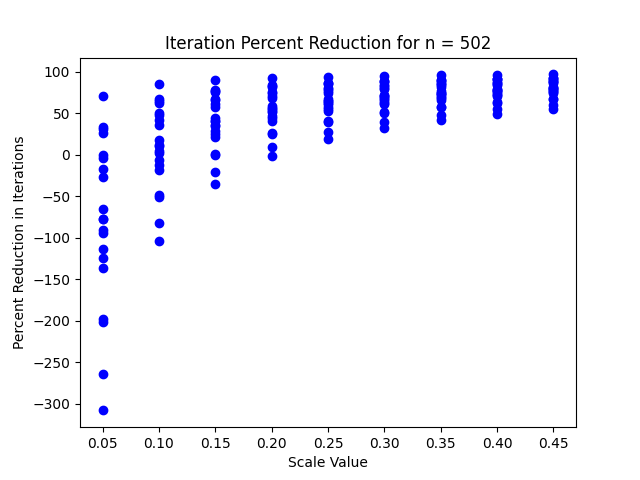 Iteration Percent Reduction for n = 502
Percent Reduction in Iterations
100
50
0
−50
−100
−150
−200
−250
−300
0.05 0.10 0.15 0.20 0.25 0.30 0.35 0.40 0.45
Scale Value